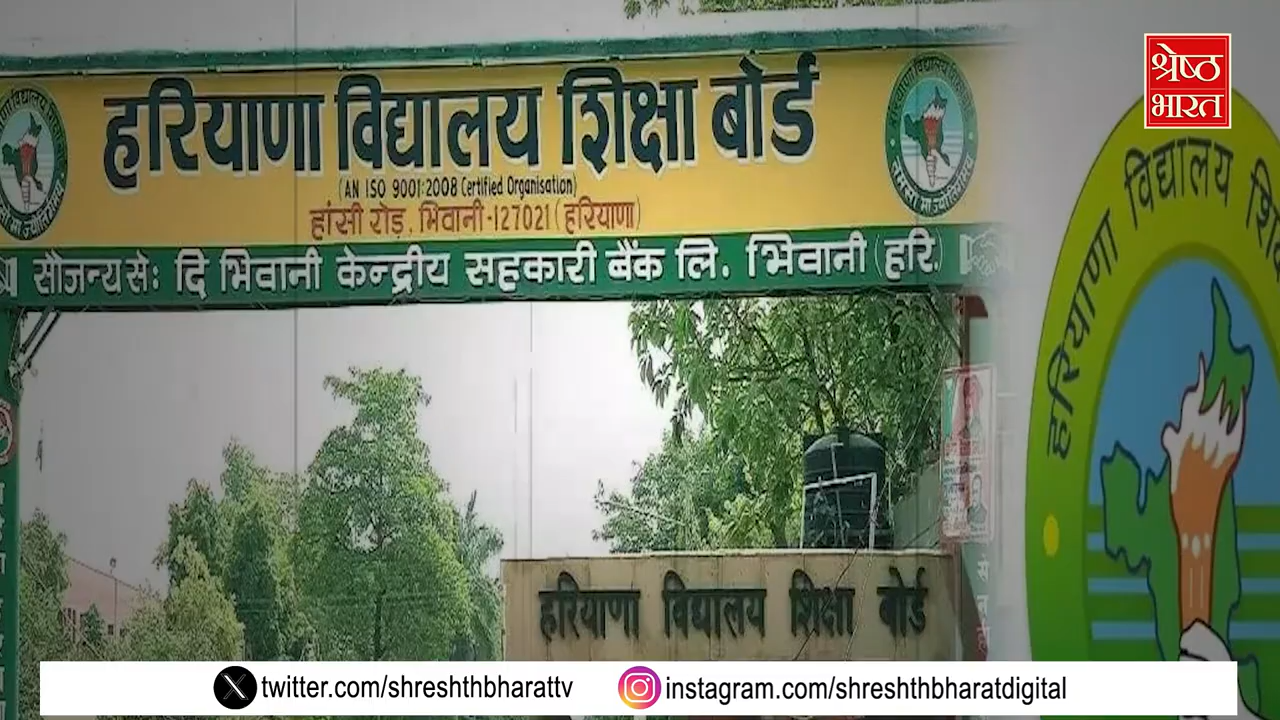 हरियाणा विद्यालय शिक्षा बोर्ड
(AN ISO 9001:2008 Certified Organisation)
हांसी रोड़, भिवानी-127021 (हरियाणा)
सौजन्य से: दि भिवानी केन्द्रीय सहकारी बैंक लि. भिवानी (हरि.)
श्रेष्ठ
भारत
हरियाणा विद्यालय
हरियाणा विद्यालय शिक्षा बोर्ड
twitter.com/shreshthbharattv
instagram.com/shreshthbharatdigital